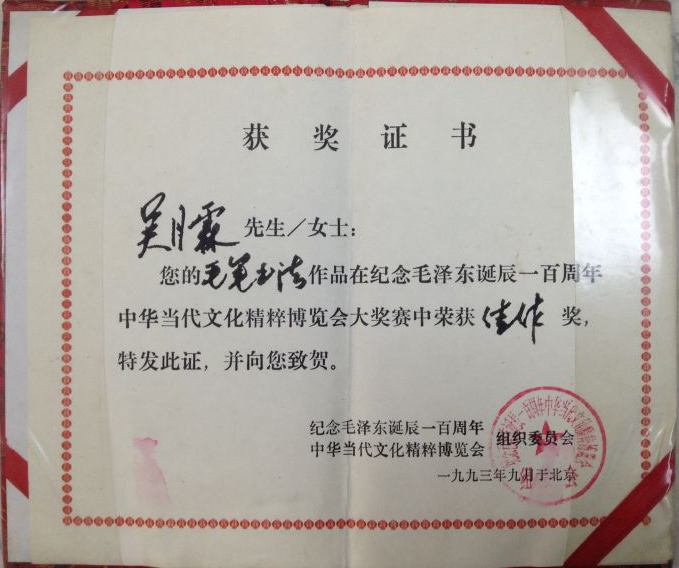 获奖证书
吴月霖 先生／女士：
您的毛笔书法作品在纪念毛泽东诞辰一百周年
中华当代文化精粹博览会大奖赛中荣获 佳作 奖，
特发此证，并向您致贺。
纪念毛泽东诞辰一百周年
中华当代文化精粹博览会 组织委员会
一九九三年九月于北京